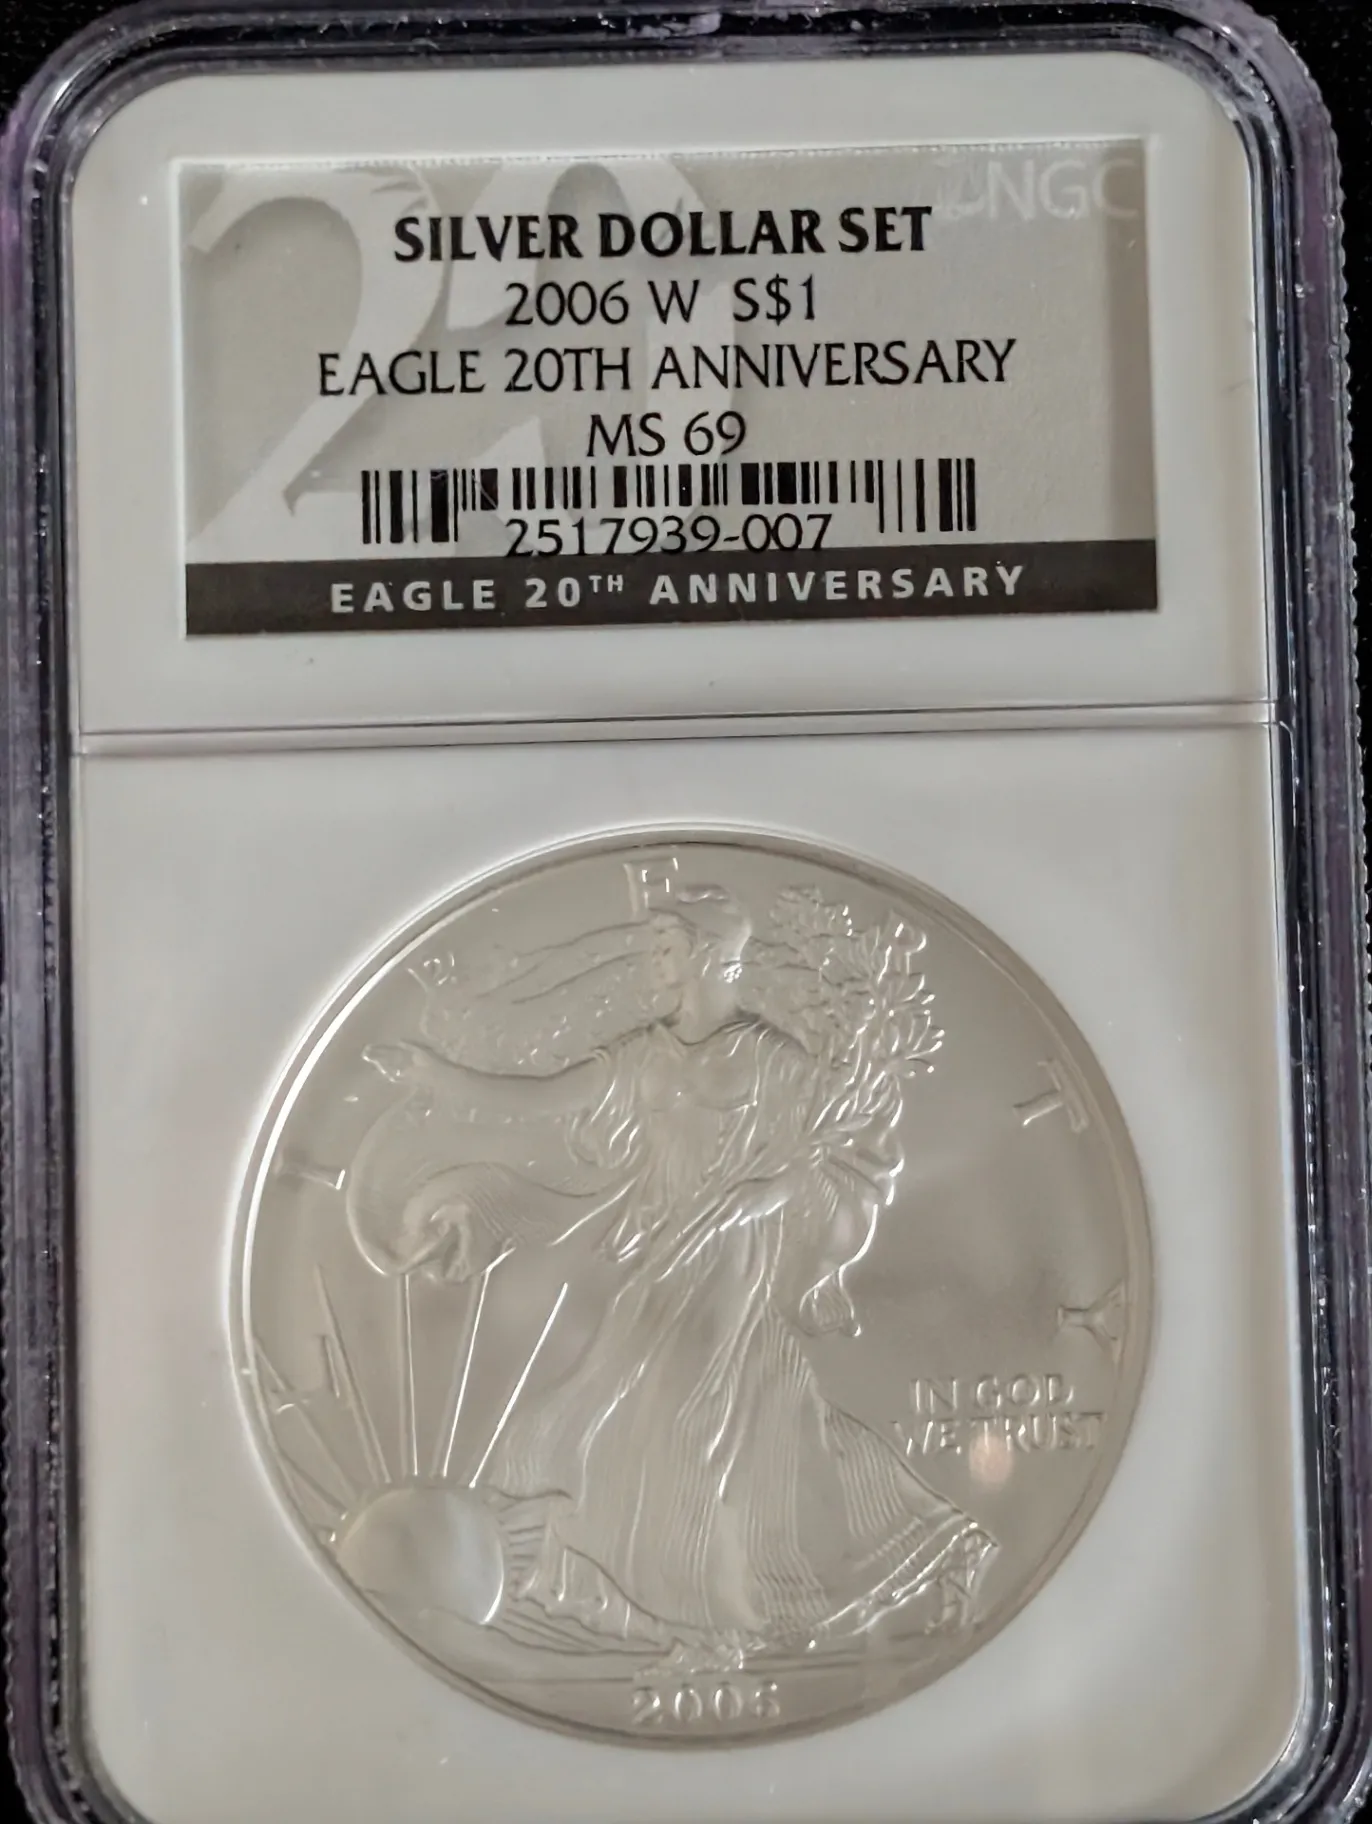 20
NGC
SILVER DOLLAR SET
2006 W S$1
EAGLE 20TH ANNIVERSARY
MS 69
2517939-007
EAGLE 20TH ANNIVERSARY
LIBERTY
IN GOD
WE TRUST
2006